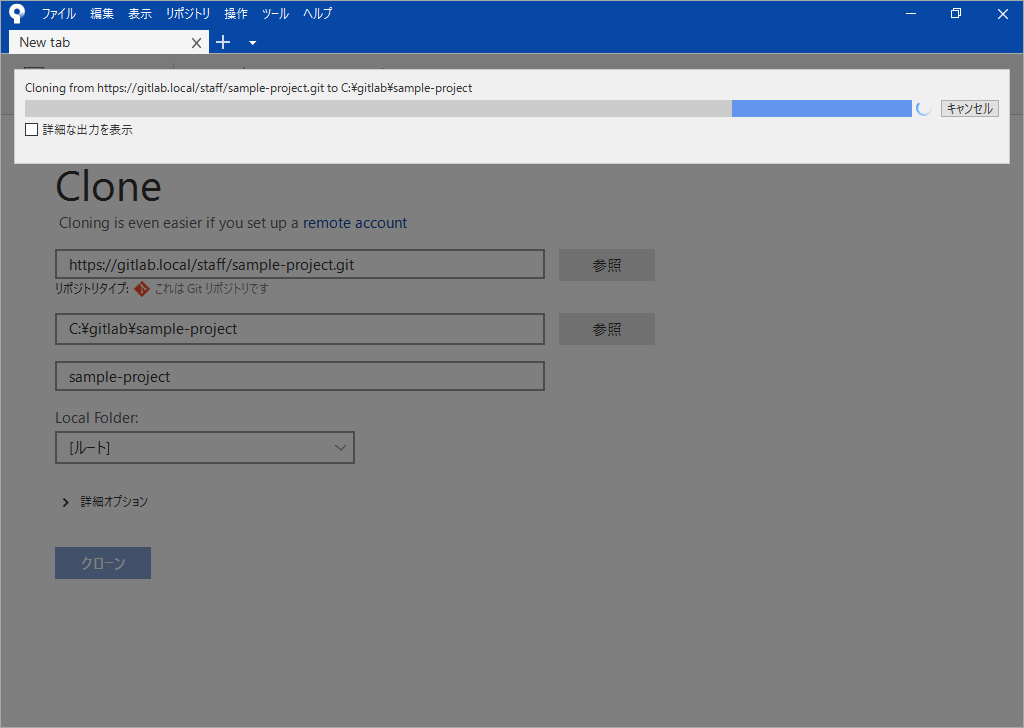 ファイル 編集 表示 リポジトリ 操作 ツール ヘルプ
New tab
Cloning from https://gitlab.local/staff/sample-project.git to C:¥gitlab¥sample-project
キャンセル
詳細な出力を表示
Clone
Cloning is even easier if you set up a remote account
https://gitlab.local/staff/sample-project.git
参照
リポジトリタイプ: これは Git リポジトリです
C:¥gitlab¥sample-project
参照
sample-project
Local Folder:
[ルート]
詳細オプション
クローン